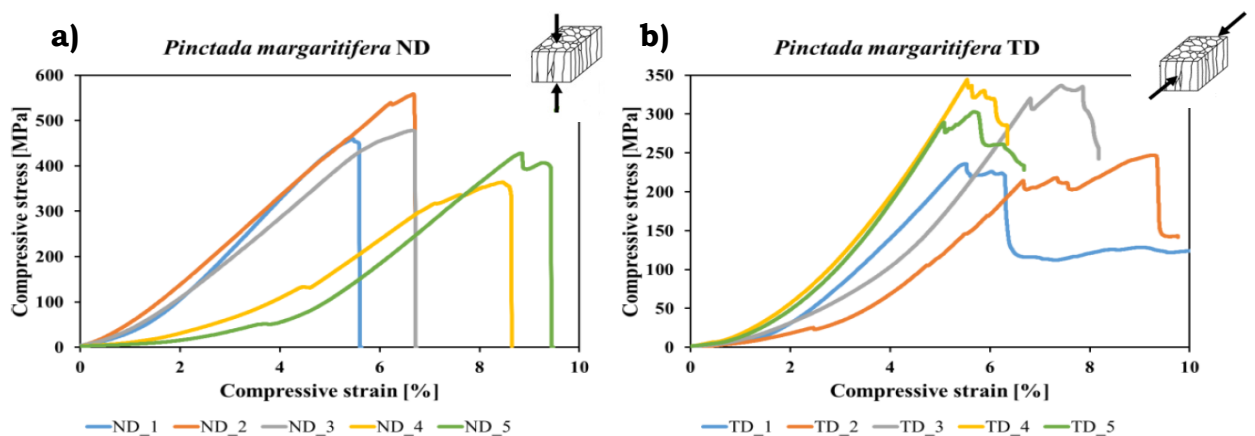 a)
Pinctada margaritifera ND
Compressive stress [MPa]
600
500
400
300
200
100
0
0 2 4 6 8 10
Compressive strain [%]
ND_1 ND_2 ND_3 ND_4 ND_5
b)
Pinctada margaritifera TD
Compressive stress [MPa]
350
300
250
200
150
100
50
0
0 2 4 6 8 10
Compressive strain [%]
TD_1 TD_2 TD_3 TD_4 TD_5